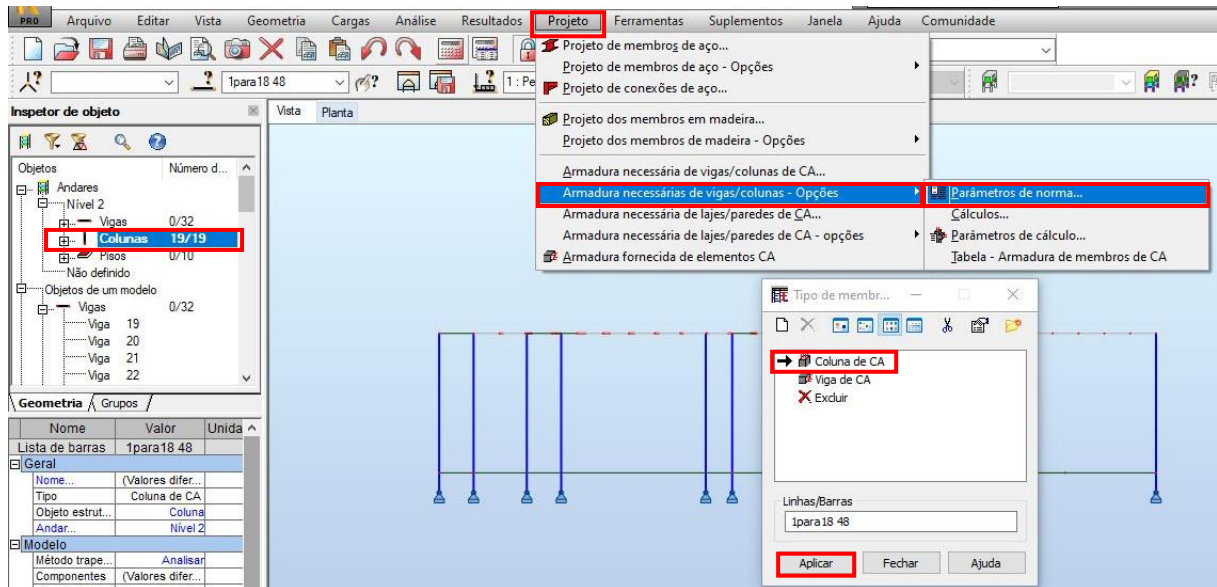 PRO Arquivo Editar Vista Geometria Cargas Análise Resultados Projeto Ferramentas Suplementos Janela Ajuda Comunidade
1para18 48
1 : Pe
Projeto de membros de aço...
Projeto de membros de aço - Opções
Projeto de conexões de aço...
Projeto dos membros em madeira...
Projeto dos membros de madeira - Opções
Armadura necessária de vigas/colunas de CA...
Armadura necessárias de vigas/colunas - Opções
Armadura necessária de lajes/paredes de CA...
Armadura necessária de lajes/paredes de CA - opções
Armadura fornecida de elementos CA
Parâmetros de norma...
Cálculos...
Parâmetros de cálculo...
Tabela - Armadura de membros de CA
Inspetor de objeto
Vista Planta
Objetos Número d...
Andares
Nível 2
Vigas 0/32
Colunas 19/19
Pisos 0/10
Não definido
Objetos de um modelo
Vigas 0/32
Viga 19
Viga 20
Viga 21
Viga 22
Geometria Grupos
Nome Valor Unida
Lista de barras 1para18 48
Geral
Nome... (Valores difer...
Tipo Coluna de CA
Objeto estrut... Coluna
Andar... Nível 2
Modelo
Método trape... Analisar
Componentes (Valores difer...
Tipo de membr...
Coluna de CA
Viga de CA
Excluir
Linhas/Barras
1para18 48
Aplicar Fechar Ajuda